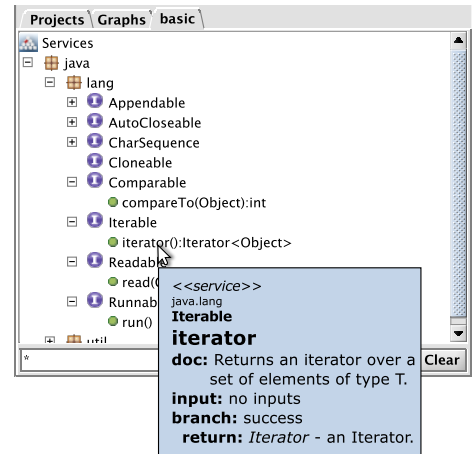 Projects Graphs basic
Services
java
lang
Appendable
AutoCloseable
CharSequence
Cloneable
Comparable
compareTo(Object):int
Iterable
iterator():Iterator<Object>
Readable
read(
Runnab
run()
util
* Clear
<<service>>
java.lang
Iterable
iterator
doc: Returns an iterator over a
set of elements of type T.
input: no inputs
branch: success
return: Iterator - an Iterator.